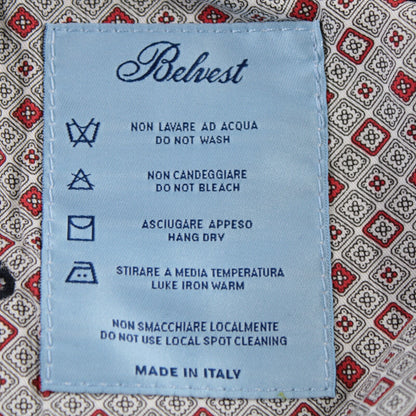 Belvest
NON LAVARE AD ACQUA
DO NOT WASH
NON CANDEGGIARE
DO NOT BLEACH
ASCIUGARE APPESO
HANG DRY
STIRARE A MEDIA TEMPERATURA
LUKE IRON WARM
NON SMACCHIARE LOCALMENTE
DO NOT USE LOCAL SPOT CLEANING
MADE IN ITALY